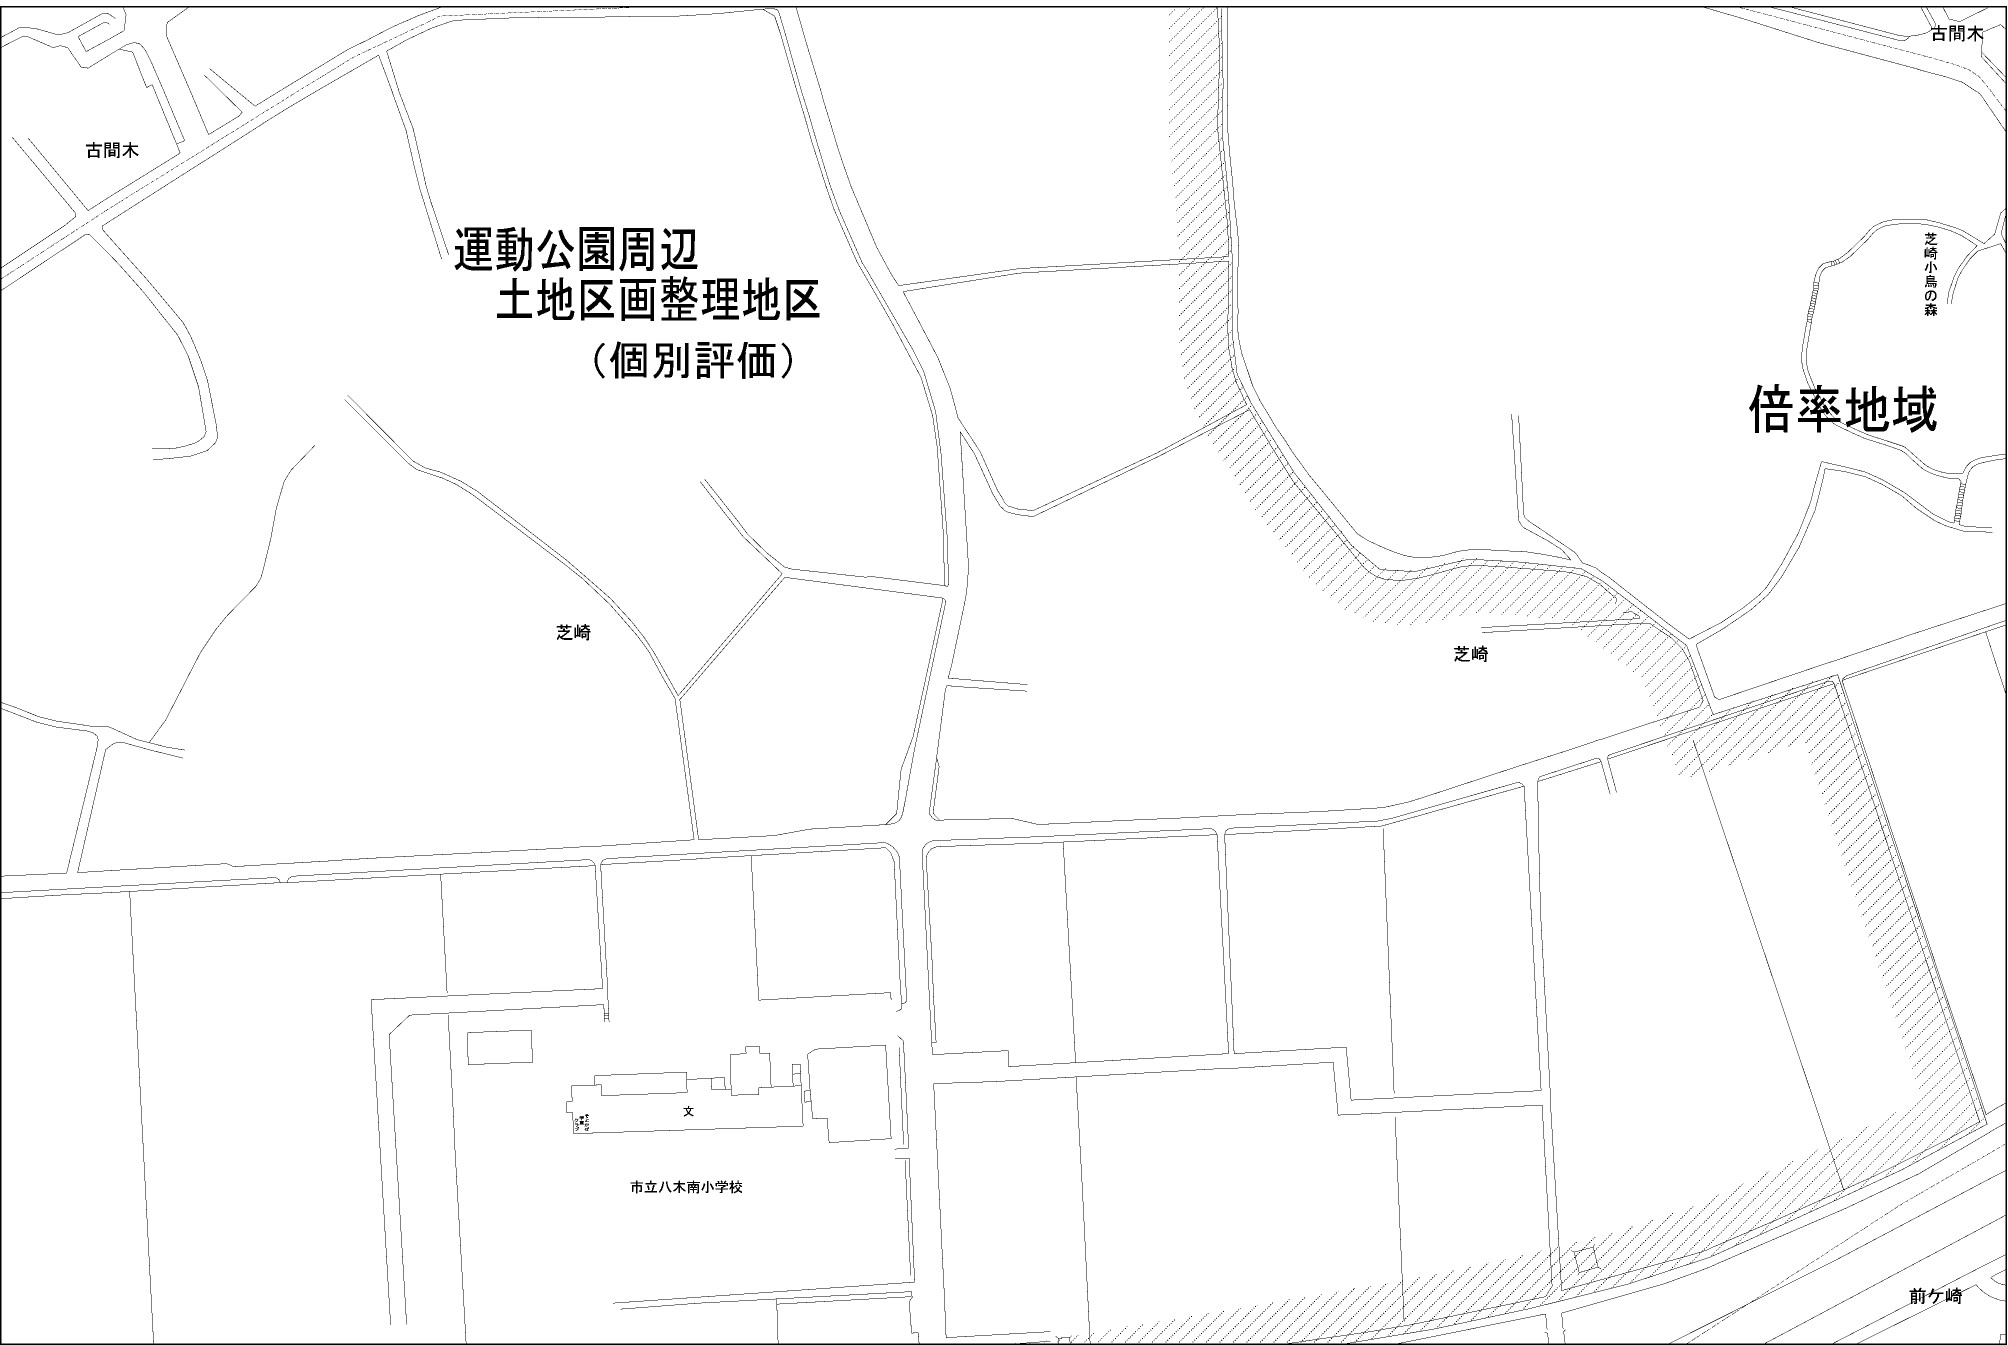 古間木
古間木
運動公園周辺
土地区画整理地区
（個別評価）
芝崎小鳥の森
倍率地域
芝崎
芝崎
文
市立八木南小学校
前ケ崎